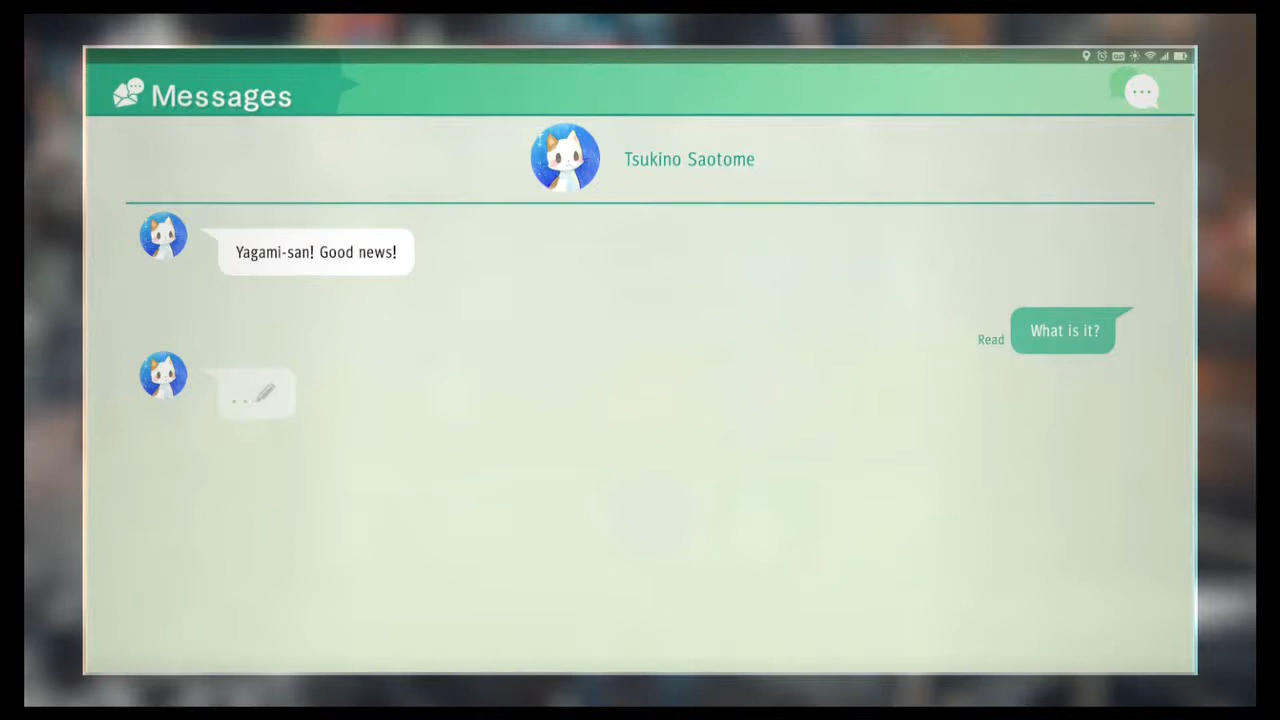 Messages
Tsukino Saotome
Yagami-san! Good news!
What is it?
Read
...